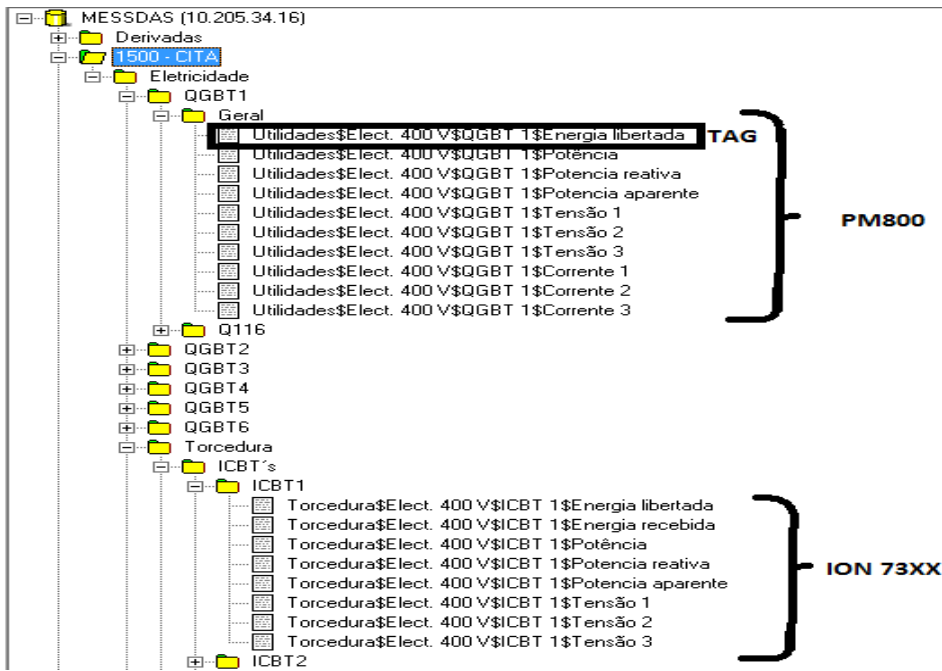 MESSDAS (10.205.34.16)
Derivadas
1500 - CITA
Eletricidade
QGBT1
Geral
Utilidades$Elect. 400 V$QGBT 1$Energia libertada TAG
Utilidades$Elect. 400 V$QGBT 1$Potência
Utilidades$Elect. 400 V$QGBT 1$Potencia reativa
Utilidades$Elect. 400 V$QGBT 1$Potencia aparente
Utilidades$Elect. 400 V$QGBT 1$Tensão 1
PM800
Utilidades$Elect. 400 V$QGBT 1$Tensão 2
Utilidades$Elect. 400 V$QGBT 1$Tensão 3
Utilidades$Elect. 400 V$QGBT 1$Corrente 1
Utilidades$Elect. 400 V$QGBT 1$Corrente 2
Utilidades$Elect. 400 V$QGBT 1$Corrente 3
Q116
QGBT2
QGBT3
QGBT4
QGBT5
QGBT6
Torcedura
ICBT´s
ICBT1
Torcedura$Elect. 400 V$ICBT 1$Energia libertada
Torcedura$Elect. 400 V$ICBT 1$Energia recebida
Torcedura$Elect. 400 V$ICBT 1$Potência
Torcedura$Elect. 400 V$ICBT 1$Potencia reativa
ION 73XX
Torcedura$Elect. 400 V$ICBT 1$Potencia aparente
Torcedura$Elect. 400 V$ICBT 1$Tensão 1
Torcedura$Elect. 400 V$ICBT 1$Tensão 2
Torcedura$Elect. 400 V$ICBT 1$Tensão 3
ICBT2